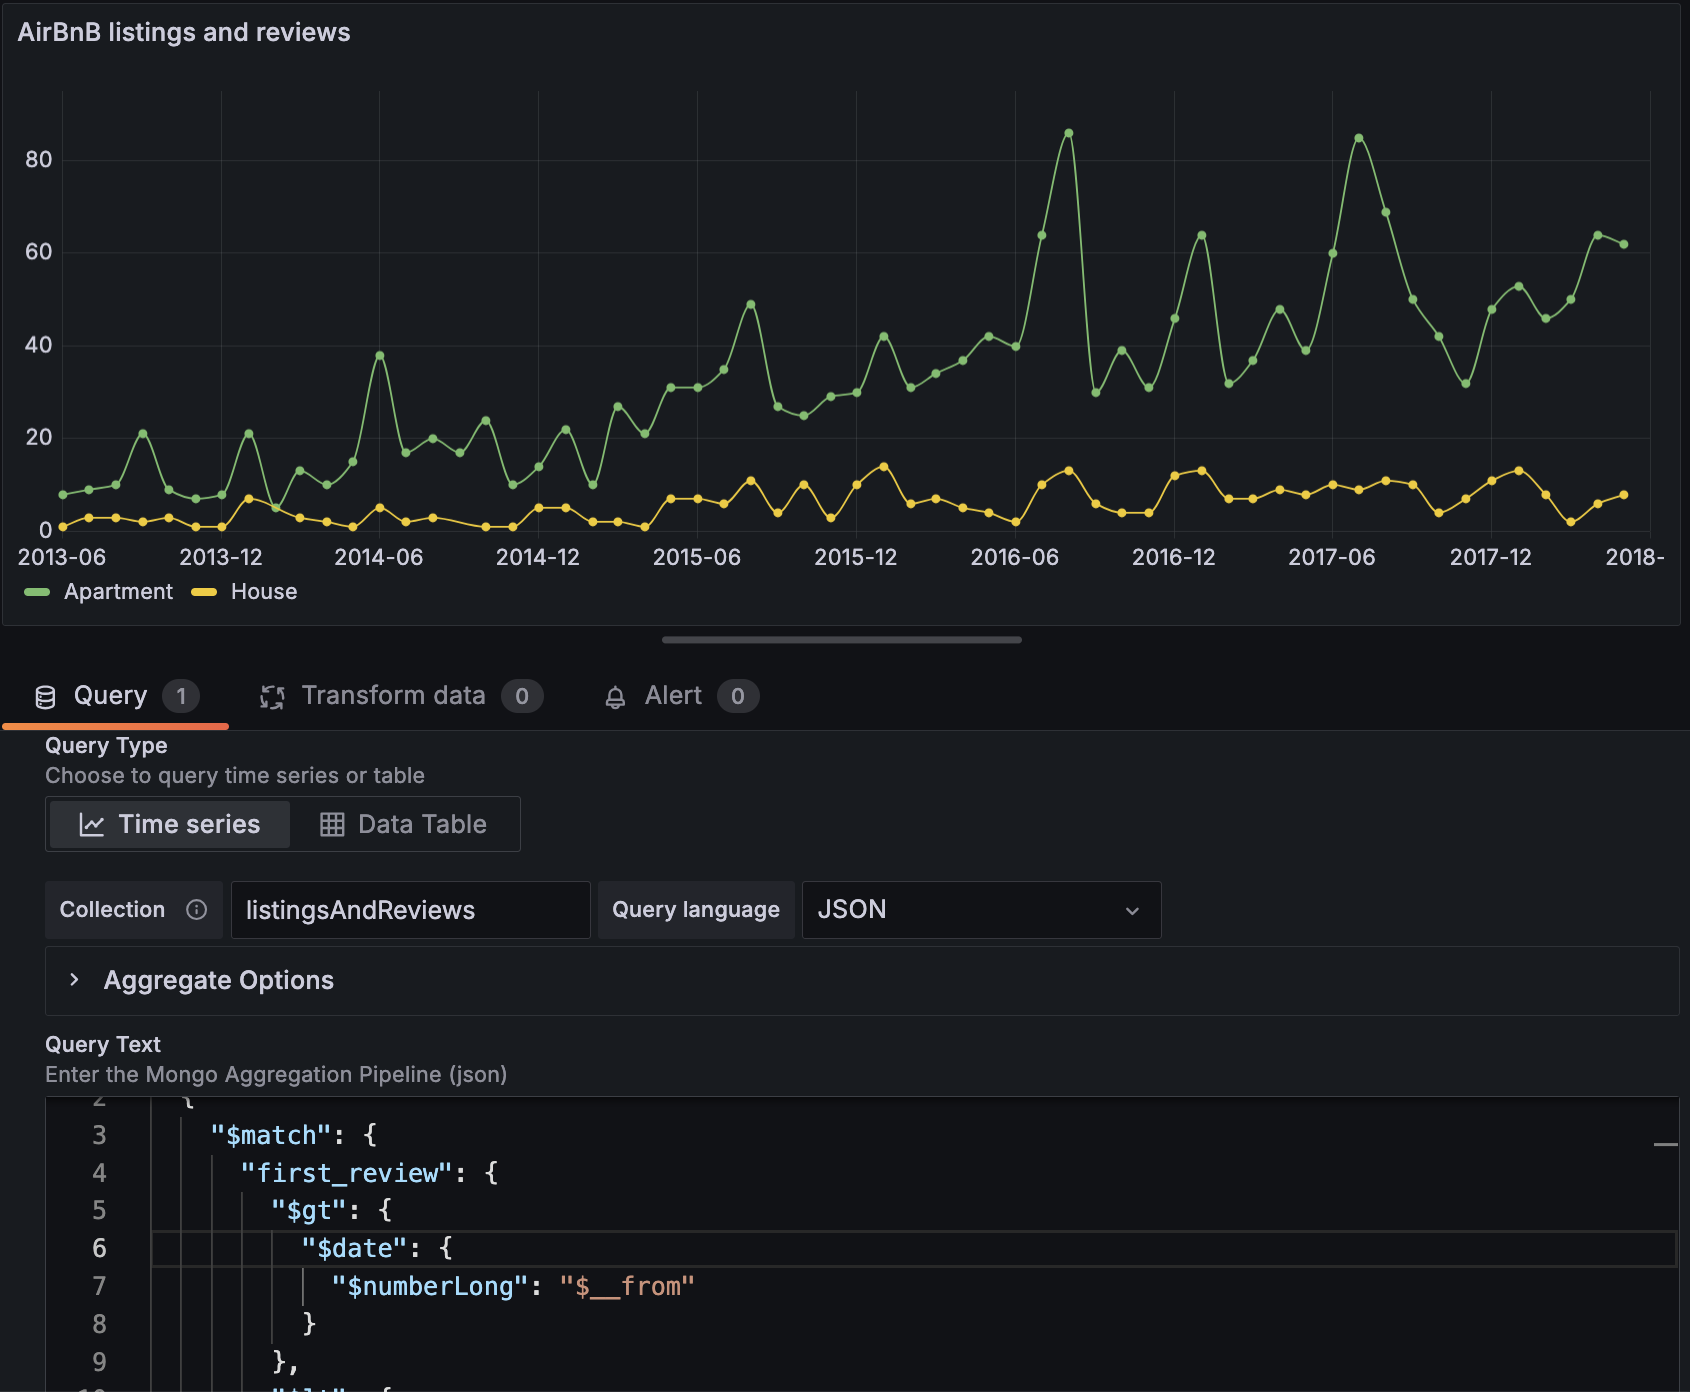 AirBnB listings and reviews
80
60
40
20
0
2013-06 2013-12 2014-06 2014-12 2015-06 2015-12 2016-06 2016-12 2017-06 2017-12 2018-
Apartment House
Query 1 Transform data 0 Alert 0
Query Type
Choose to query time series or table
Time series Data Table
Collection listingsAndReviews Query language JSON
Aggregate Options
Query Text
Enter the Mongo Aggregation Pipeline (json)
2 {
3 "$match": {
4 "first_review": {
5 "$gt": {
6 "$date": {
7 "$numberLong": "$__from"
8 }
9 },